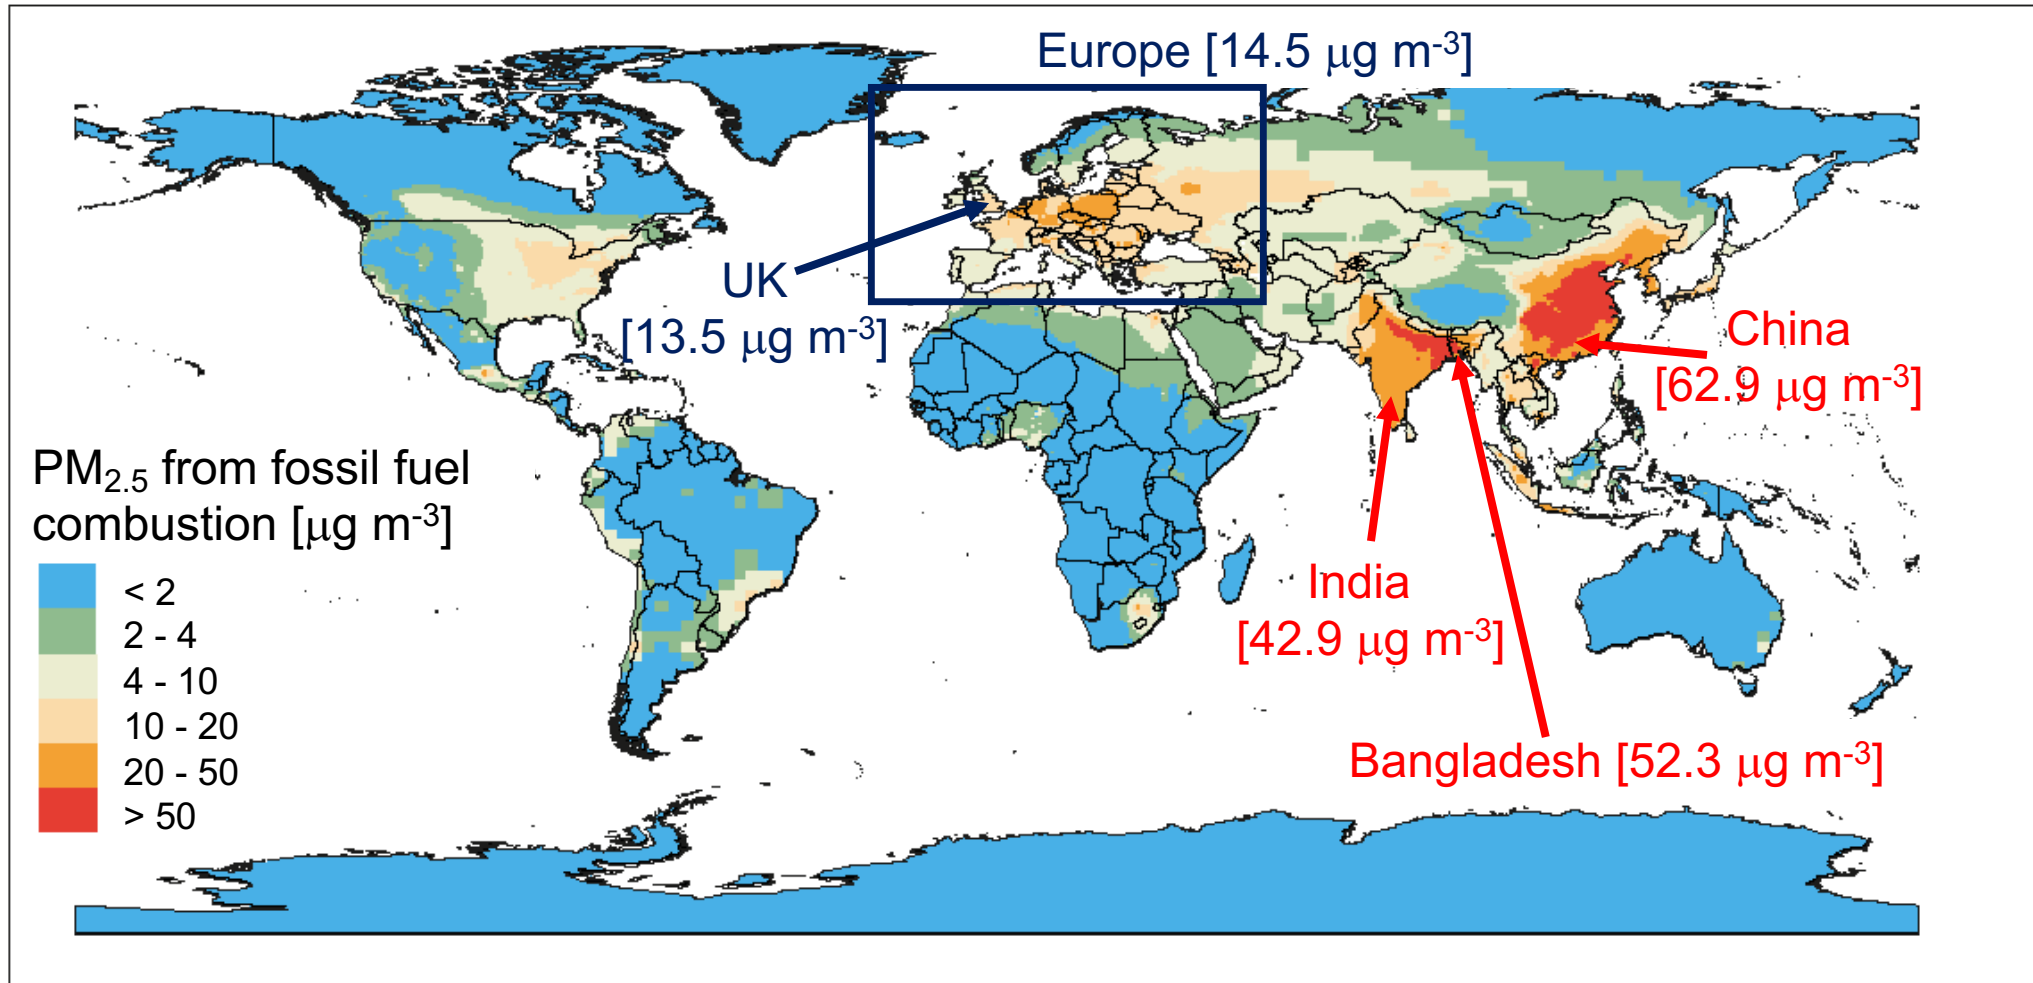 Europe [14.5 μg m⁻³]
UK
[13.5 μg m⁻³]
China
[62.9 μg m⁻³]
India
[42.9 μg m⁻³]
Bangladesh [52.3 μg m⁻³]
PM₂.₅ from fossil fuel
combustion [μg m⁻³]
< 2
2 - 4
4 - 10
10 - 20
20 - 50
> 50